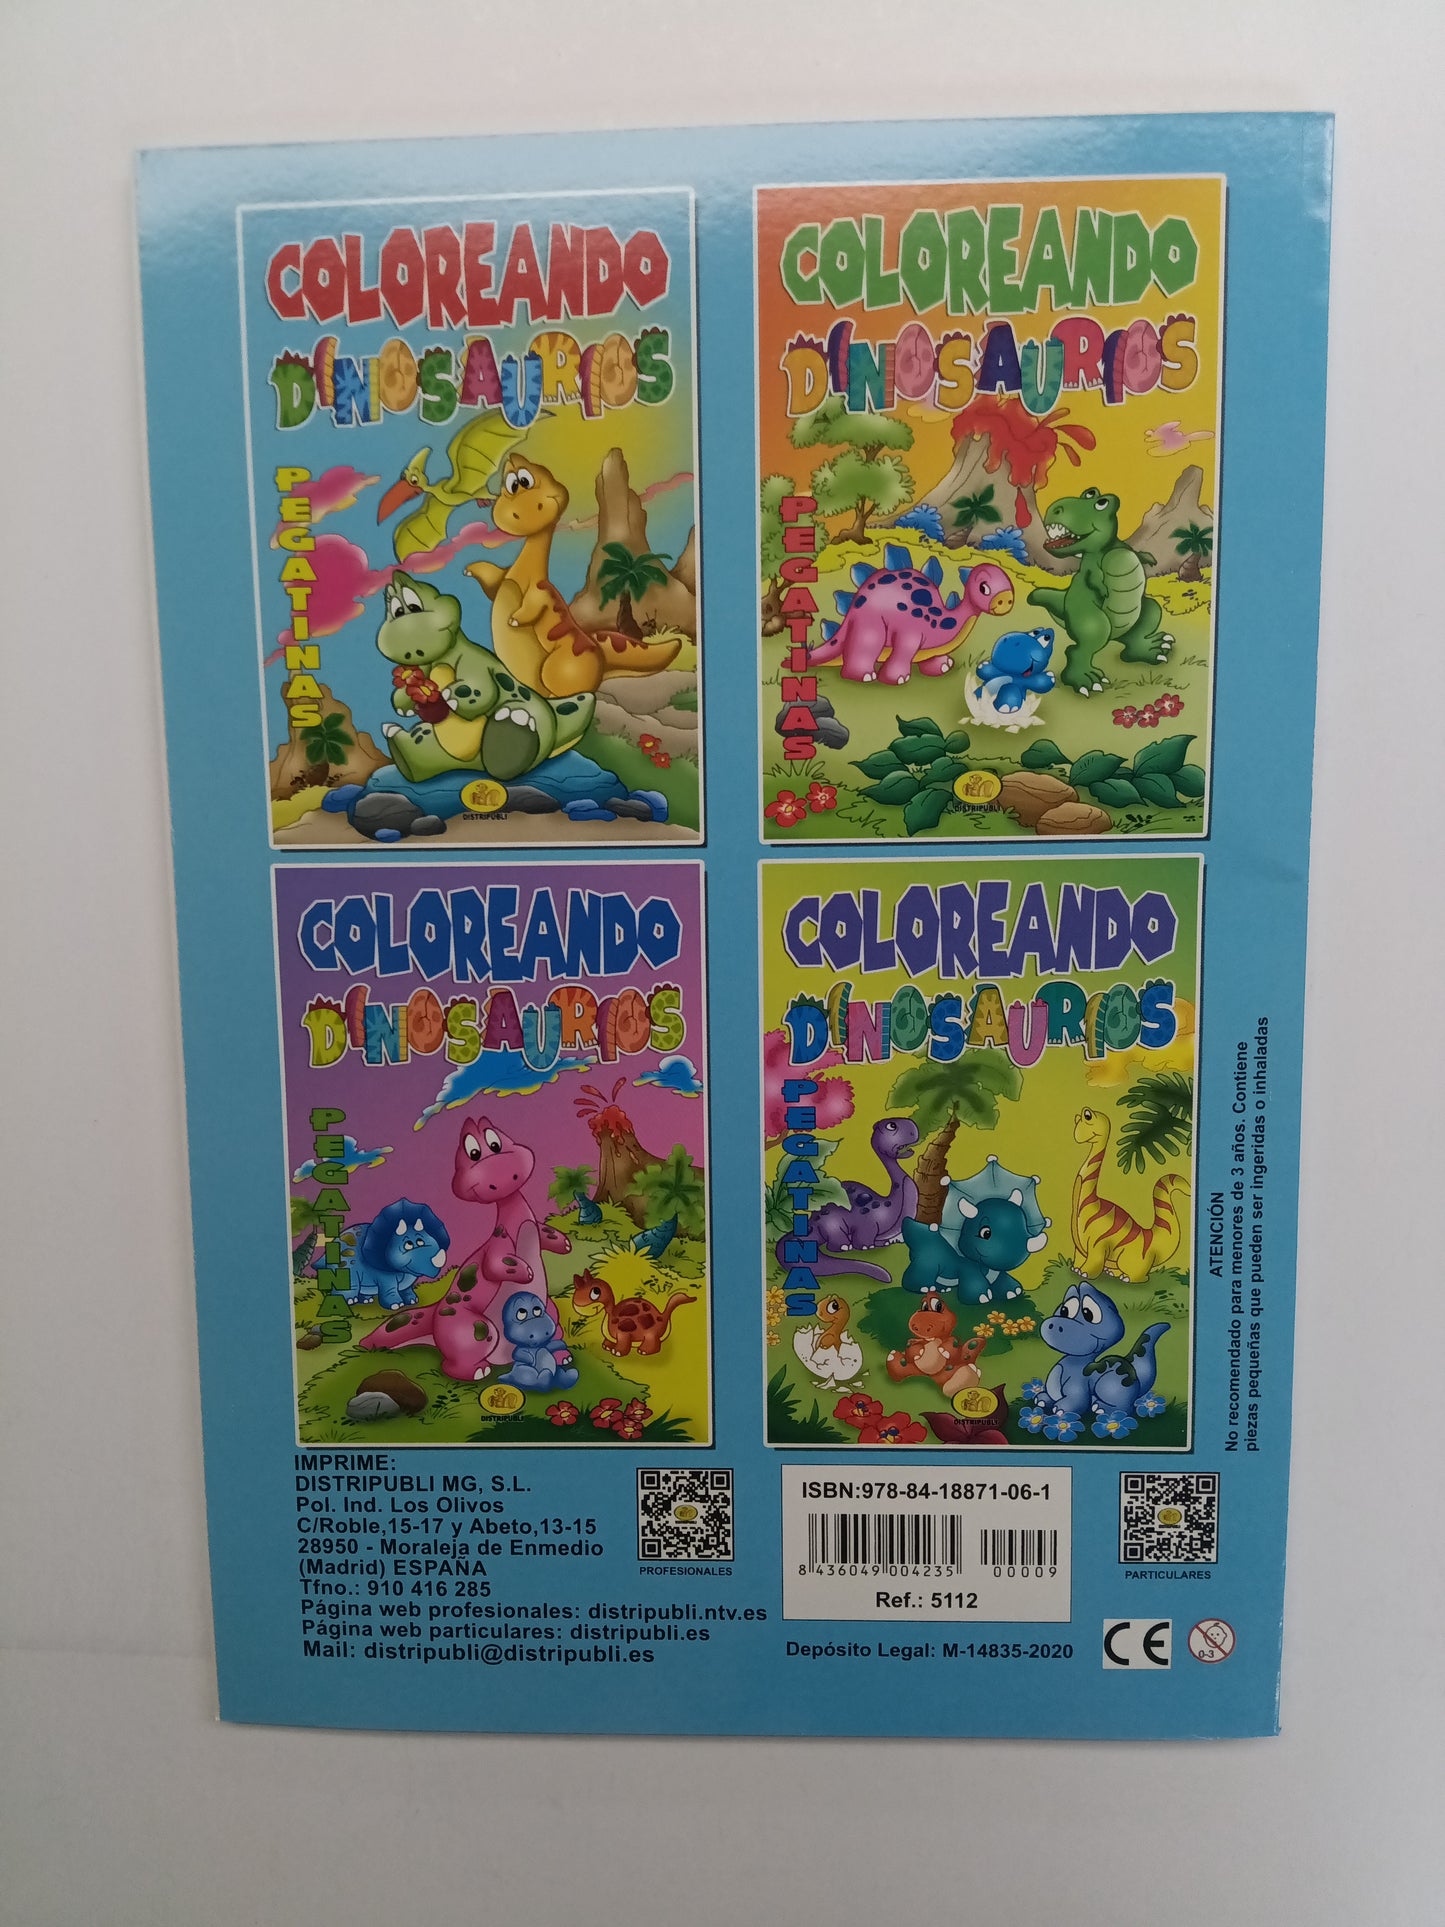 COLOREANDO
DINOSAURIOS
PEGATINAS
DISTRIPUBLI
COLOREANDO
DINOSAURIOS
PEGATINAS
DISTRIPUBLI
COLOREANDO
DINOSAURIOS
PEGATINAS
DISTRIPUBLI
COLOREANDO
DINOSAURIOS
PEGATINAS
DISTRIPUBLI
ATENCIÓN
No recomendado para menores de 3 años. Contiene
piezas pequeñas que pueden ser ingeridas o inhaladas
IMPRIME:
DISTRIPUBLI MG, S.L.
Pol. Ind. Los Olivos
C/Roble,15-17 y Abeto,13-15
28950 - Moraleja de Enmedio
(Madrid) ESPAÑA
Tfno.: 910 416 285
Página web profesionales: distripubli.ntv.es
Página web particulares: distripubli.es
Mail: distripubli@distripubli.es
PROFESIONALES
ISBN:978-84-18871-06-1
8 436049 004235 00009
Ref.: 5112
Depósito Legal: M-14835-2020
PARTICULARES
CE
0-3